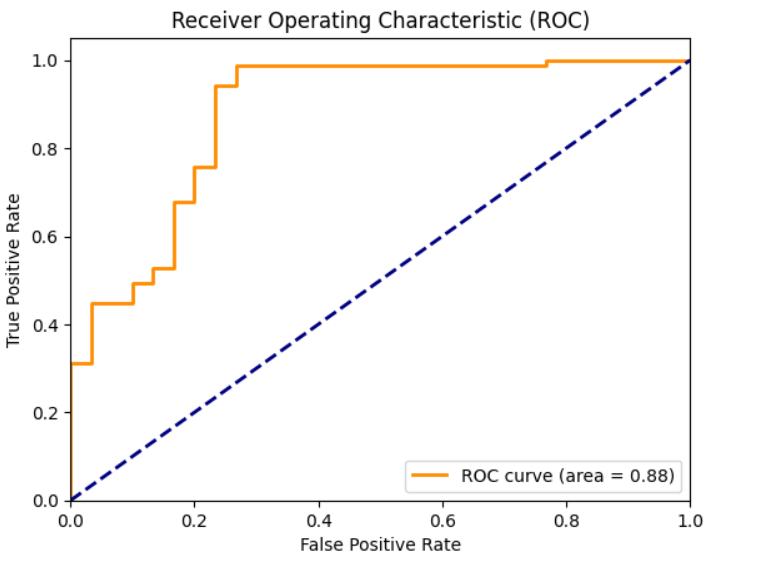 Receiver Operating Characteristic (ROC)
True Positive Rate
1.0
0.8
0.6
0.4
0.2
0.0
ROC curve (area = 0.88)
0.0 0.2 0.4 0.6 0.8 1.0
False Positive Rate